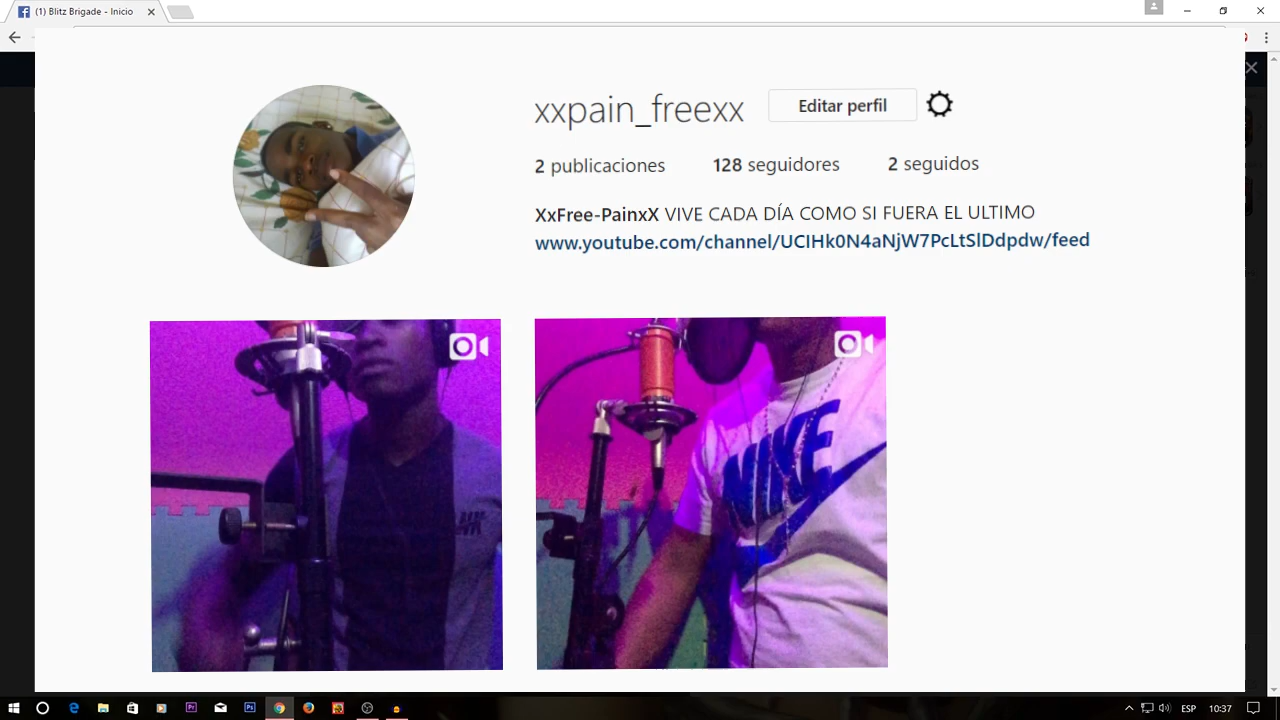 (1) Blitz Brigade - Inicio
xxpain_freexx
Editar perfil
2 publicaciones 128 seguidores 2 seguidos
XxFree-PainxX VIVE CADA DÍA COMO SI FUERA EL ULTIMO
www.youtube.com/channel/UCIHk0N4aNjW7PcLtSlDdpdw/feed
NIKE
ESP 10:37